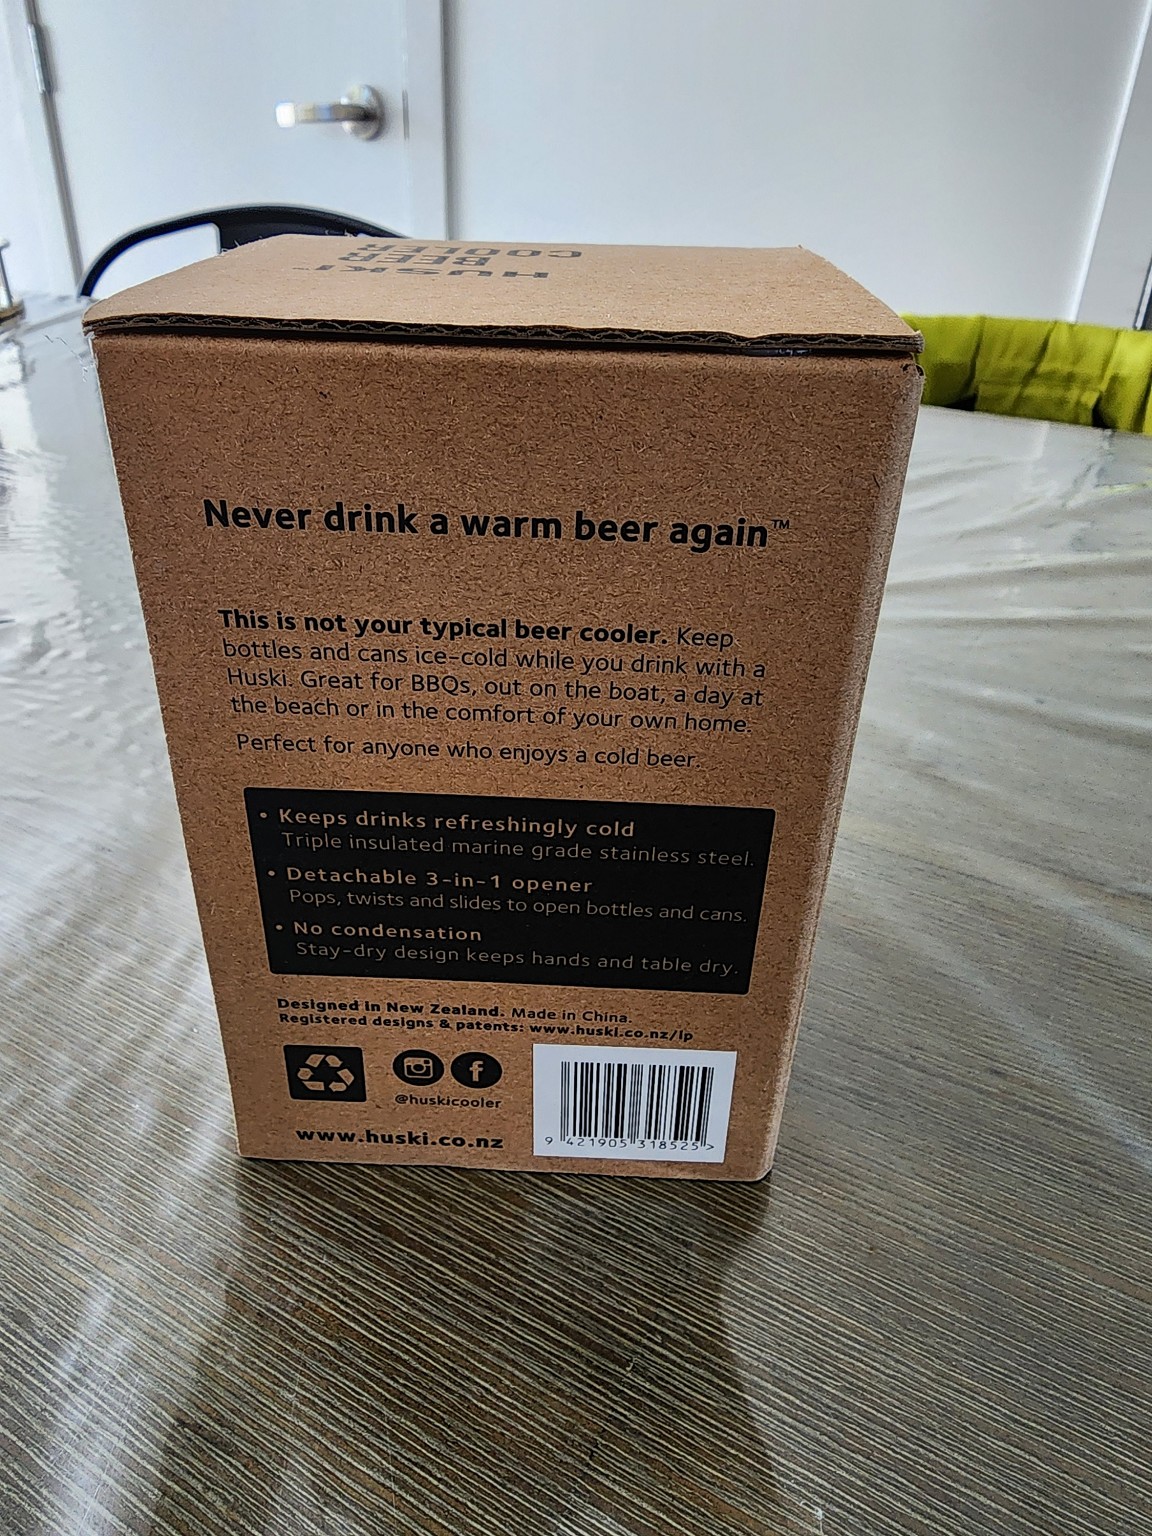 HUSKI™
BEER
COOLER
Never drink a warm beer again™
This is not your typical beer cooler. Keep
bottles and cans ice-cold while you drink with a
Huski. Great for BBQs, out on the boat, a day at
the beach or in the comfort of your own home.
Perfect for anyone who enjoys a cold beer.
• Keeps drinks refreshingly cold
Triple insulated marine grade stainless steel.
• Detachable 3-in-1 opener
Pops, twists and slides to open bottles and cans.
• No condensation
Stay-dry design keeps hands and table dry.
Designed in New Zealand. Made in China.
Registered designs & patents: www.huski.co.nz/ip
@huskicooler
www.huski.co.nz
9 421905 318525 >